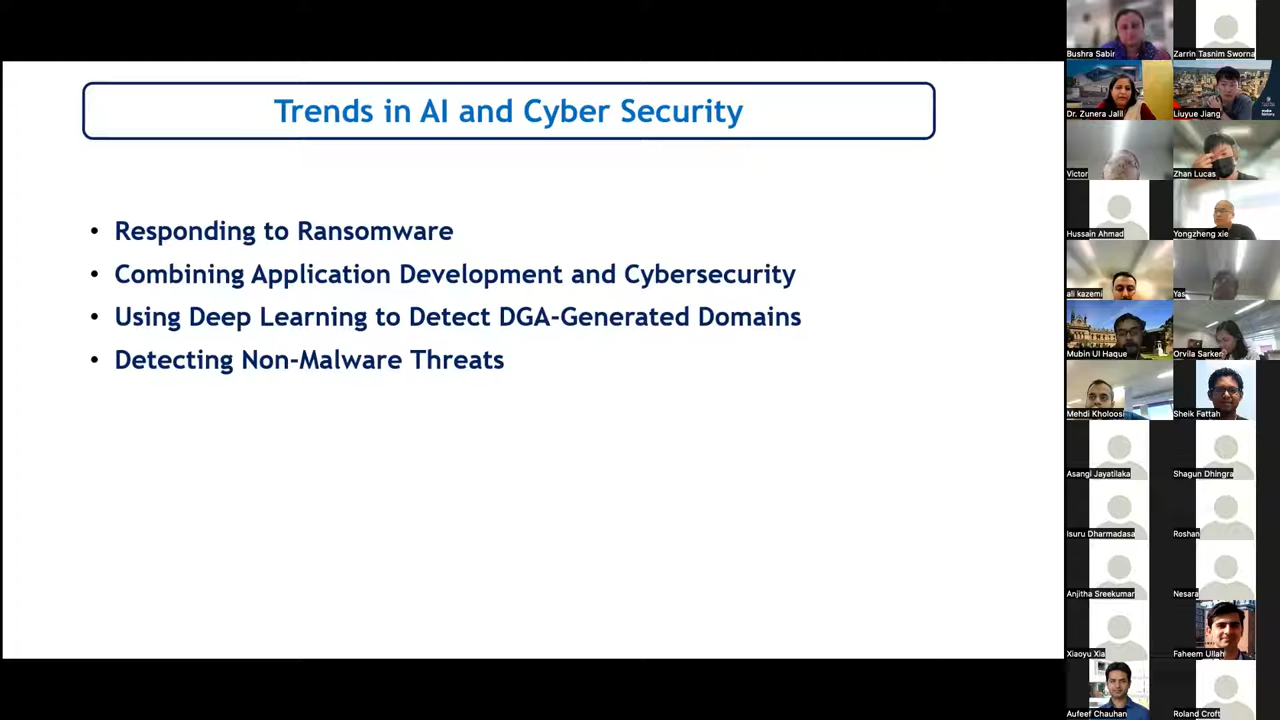 Trends in AI and Cyber Security
• Responding to Ransomware
• Combining Application Development and Cybersecurity
• Using Deep Learning to Detect DGA-Generated Domains
• Detecting Non-Malware Threats
Bushra Sabir
Zarrin Tasnim Sworna
Dr. Zunera Jalil
Liuyue Jiang
make
history
Victor
Zhan Lucas
Hussain Ahmad
Yongzheng xie
ali kazemi
Yas
Mubin Ul Haque
Orvila Sarker
Mehdi Kholoosi
Sheik Fattah
Asangi Jayatilaka
Shagun Dhingra
Isuru Dharmadasa
Roshan
Anjitha Sreekumar
Nesara
Xiaoyu Xia
Faheem Ullah
Aufeef Chauhan
Roland Croft